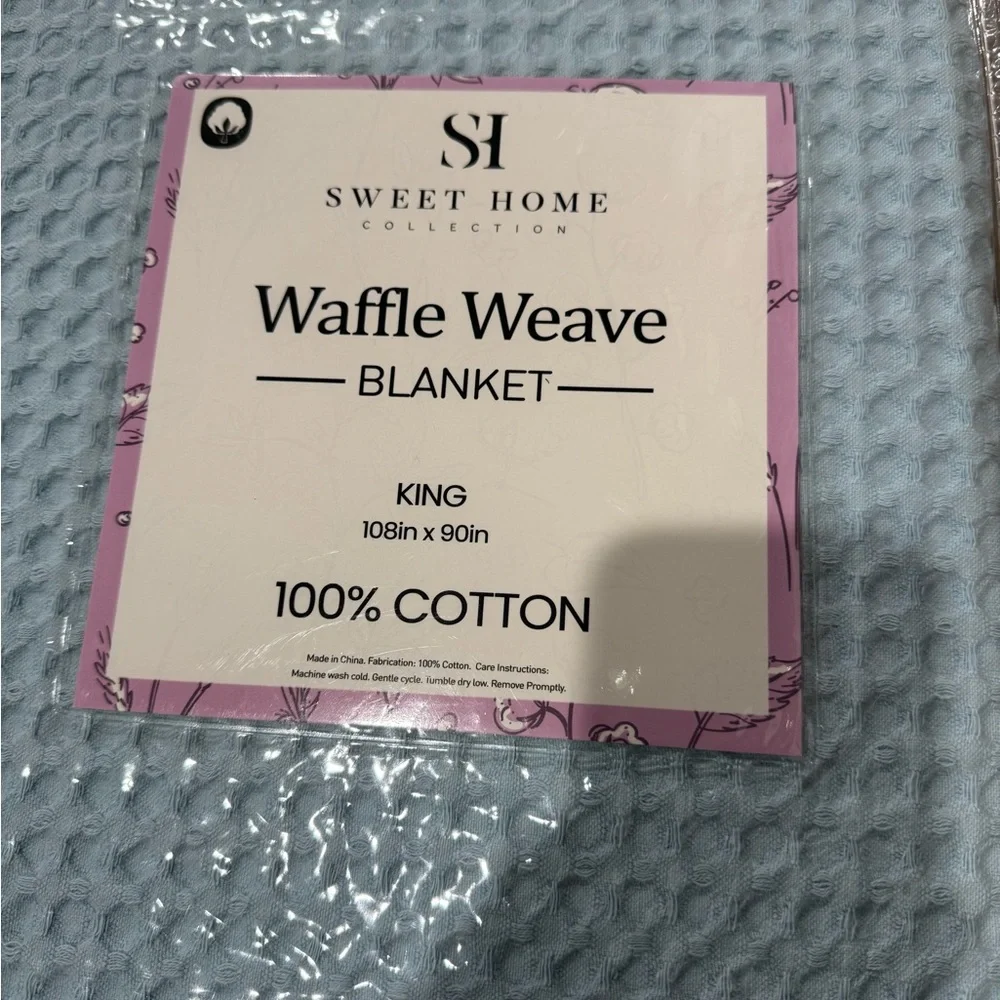 SH
SWEET HOME
COLLECTION
Waffle Weave
BLANKET
KING
108in x 90in
100% COTTON
Made in China. Fabrication: 100% Cotton. Care Instructions:
Machine wash cold. Gentle cycle. Tumble dry low. Remove Promptly.